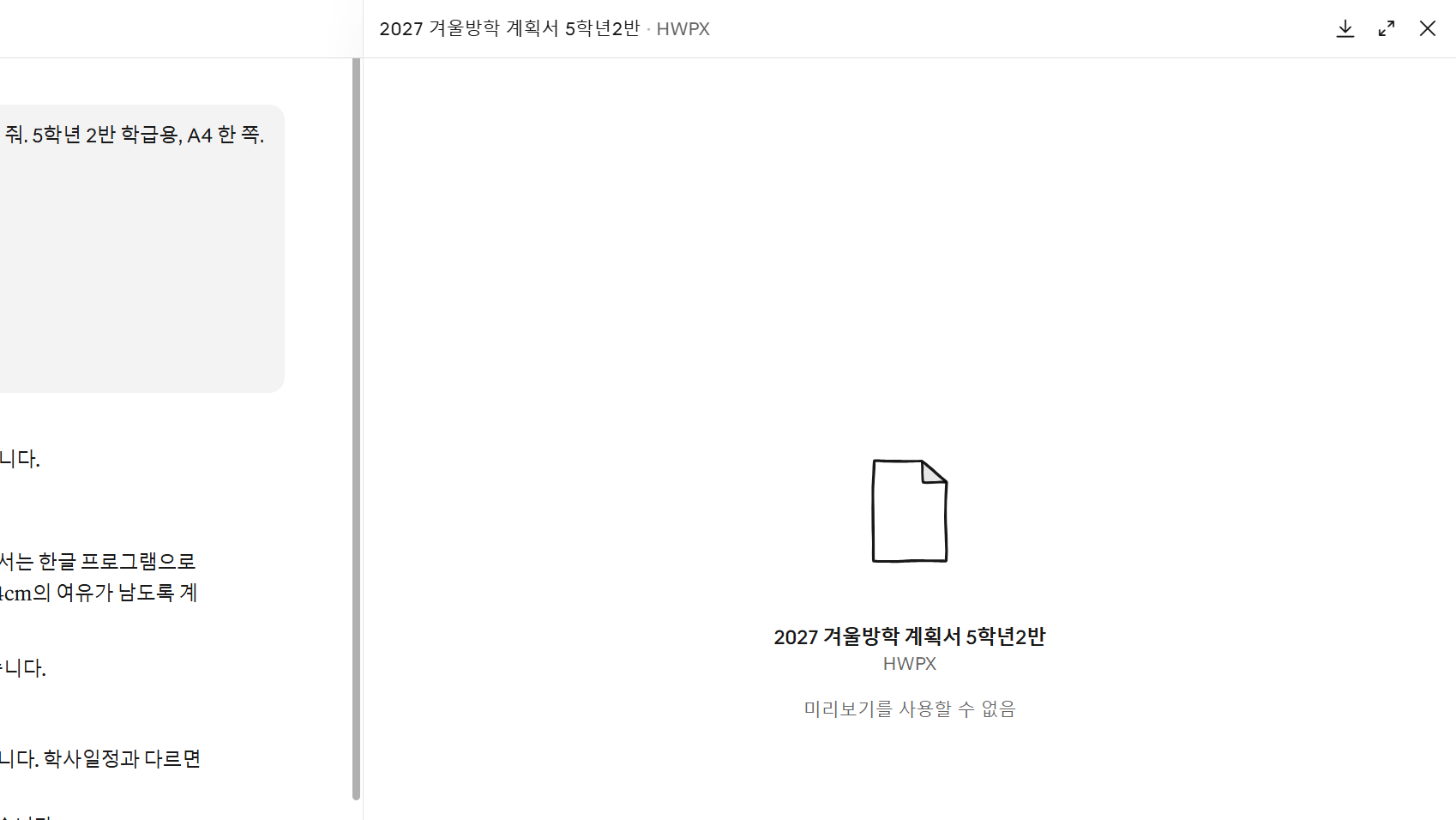 2027 겨울방학 계획서 5학년2반 · HWPX
줘. 5학년 2반 학급용, A4 한 쪽.
니다.
서는 한글 프로그램으로
cm의 여유가 남도록 계
니다.
니다. 학사일정과 다르면
2027 겨울방학 계획서 5학년2반
HWPX
미리보기를 사용할 수 없음